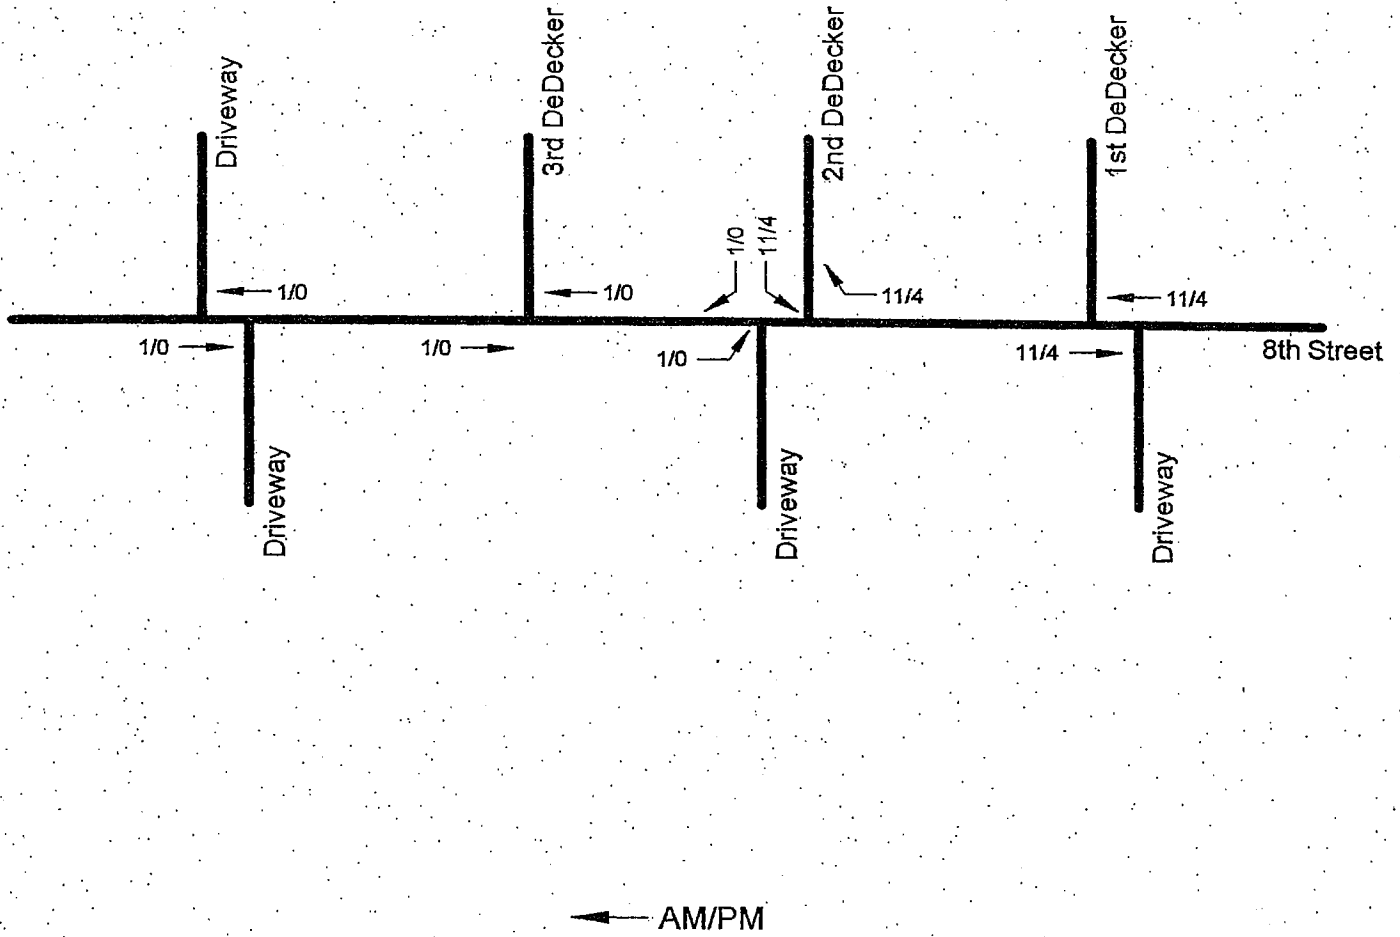 Driveway
3rd DeDecker
2nd DeDecker
1st DeDecker
1/0
11/4
1/0
1/0
11/4
11/4
1/0
1/0
1/0
11/4
8th Street
Driveway
Driveway
Driveway
AM/PM